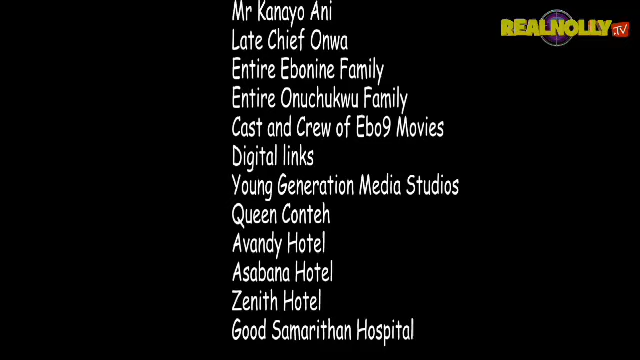 Mr Kanayo Ani
REALNOLLY.TV
Late Chief Onwa
Entire Ebonine Family
Entire Onuchukwu Family
Cast and Crew of Ebo9 Movies
Digital links
Young Generation Media Studios
Queen Conteh
Avandy Hotel
Asabana Hotel
Zenith Hotel
Good Samarithan Hospital